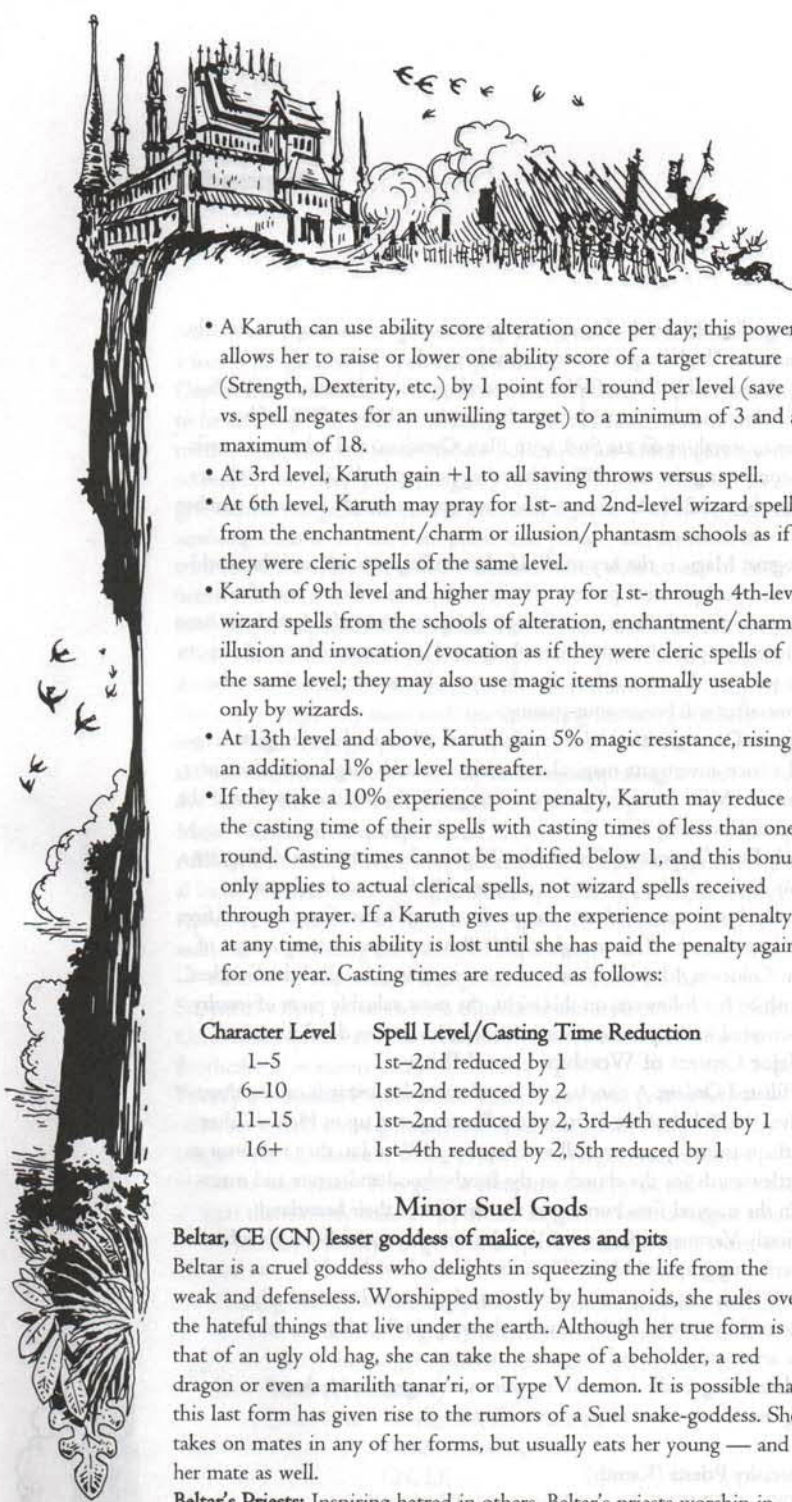 • A Karuth can use ability score alteration once per day; this power
allows her to raise or lower one ability score of a target creature
(Strength, Dexterity, etc.) by 1 point for 1 round per level (save
vs. spell negates for an unwilling target) to a minimum of 3 and a
maximum of 18.
• At 3rd level, Karuth gain +1 to all saving throws versus spell.
• At 6th level, Karuth may pray for 1st- and 2nd-level wizard spell
from the enchantment/charm or illusion/phantasm schools as if
they were cleric spells of the same level.
• Karuth of 9th level and higher may pray for 1st- through 4th-lev
wizard spells from the schools of alteration, enchantment/charm
illusion and invocation/evocation as if they were cleric spells of
the same level; they may also use magic items normally useable
only by wizards.
• At 13th level and above, Karuth gain 5% magic resistance, rising
an additional 1% per level thereafter.
• If they take a 10% experience point penalty, Karuth may reduce
the casting time of their spells with casting times of less than one
round. Casting times cannot be modified below 1, and this bonu
only applies to actual clerical spells, not wizard spells received
through prayer. If a Karuth gives up the experience point penalty
at any time, this ability is lost until she has paid the penalty again
for one year. Casting times are reduced as follows:
Character Level Spell Level/Casting Time Reduction
1–5 1st–2nd reduced by 1
6–10 1st–2nd reduced by 2
11–15 1st–2nd reduced by 2, 3rd–4th reduced by 1
16+ 1st–4th reduced by 2, 5th reduced by 1
Minor Suel Gods
Beltar, CE (CN) lesser goddess of malice, caves and pits
Beltar is a cruel goddess who delights in squeezing the life from the
weak and defenseless. Worshipped mostly by humanoids, she rules ove
the hateful things that live under the earth. Although her true form is
that of an ugly old hag, she can take the shape of a beholder, a red
dragon or even a marilith tanar'ri, or Type V demon. It is possible tha
this last form has given rise to the rumors of a Suel snake-goddess. She
takes on mates in any of her forms, but usually eats her young — and
her mate as well.
Beltar's Priests: Inspiring hatred in others, Beltar's priests worship in